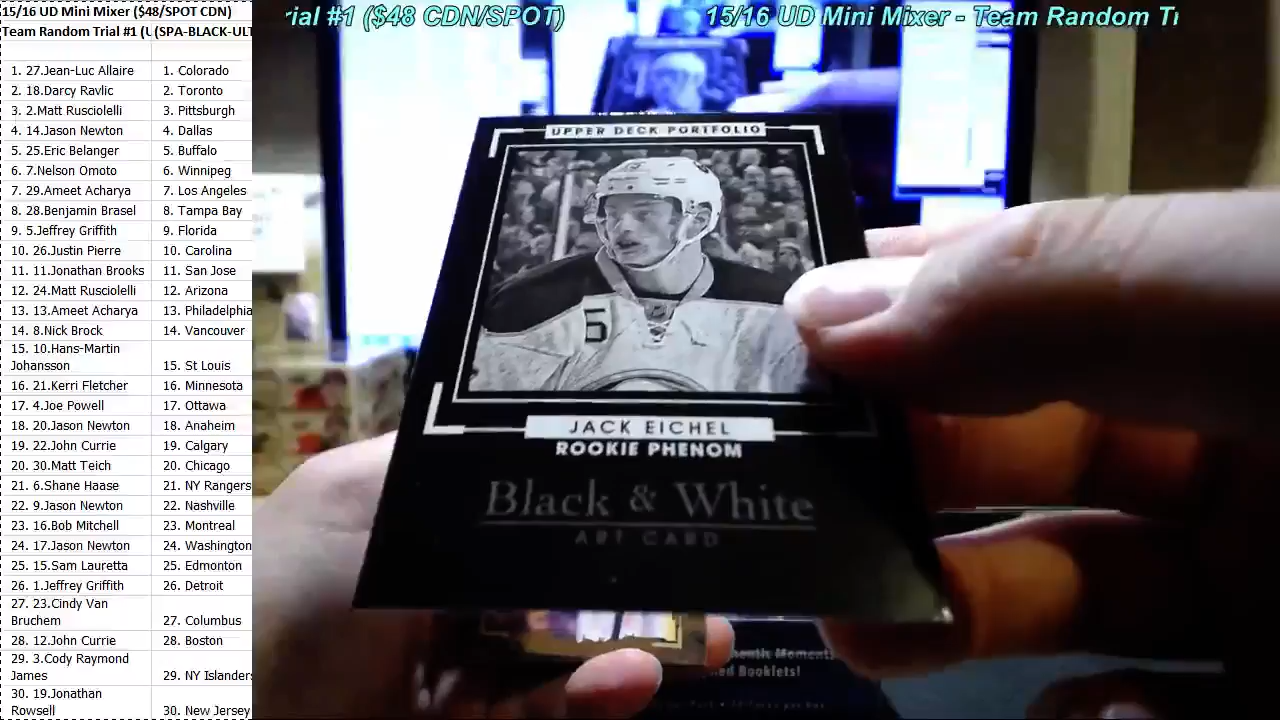 15/16 UD Mini Mixer ($48/SPOT CDN)
Team Random Trial #1 (U (SPA-BLACK-ULT
1. 27.Jean-Luc Allaire 1. Colorado
2. 18.Darcy Ravlic 2. Toronto
3. 2.Matt Rusciolelli 3. Pittsburgh
4. 14.Jason Newton 4. Dallas
5. 25.Eric Belanger 5. Buffalo
6. 7.Nelson Omoto 6. Winnipeg
7. 29.Ameet Acharya 7. Los Angeles
8. 28.Benjamin Brasel 8. Tampa Bay
9. 5.Jeffrey Griffith 9. Florida
10. 26.Justin Pierre 10. Carolina
11. 11.Jonathan Brooks 11. San Jose
12. 24.Matt Rusciolelli 12. Arizona
13. 13.Ameet Acharya 13. Philadelphia
14. 8.Nick Brock 14. Vancouver
15. 10.Hans-Martin
Johansson 15. St Louis
16. 21.Kerri Fletcher 16. Minnesota
17. 4.Joe Powell 17. Ottawa
18. 20.Jason Newton 18. Anaheim
19. 22.John Currie 19. Calgary
20. 30.Matt Teich 20. Chicago
21. 6.Shane Haase 21. NY Rangers
22. 9.Jason Newton 22. Nashville
23. 16.Bob Mitchell 23. Montreal
24. 17.Jason Newton 24. Washington
25. 15.Sam Lauretta 25. Edmonton
26. 1.Jeffrey Griffith 26. Detroit
27. 23.Cindy Van
Bruchem 27. Columbus
28. 12.John Currie 28. Boston
29. 3.Cody Raymond
James 29. NY Islanders
30. 19.Jonathan
Rowsell 30. New Jersey
rial #1 ($48 CDN/SPOT) 15/16 UD Mini Mixer - Team Random Tr
UPPER DECK PORTFOLIO
15
5
JACK EICHEL
ROOKIE PHENOM
Black & White
ART CARD
Moments
Booklets!